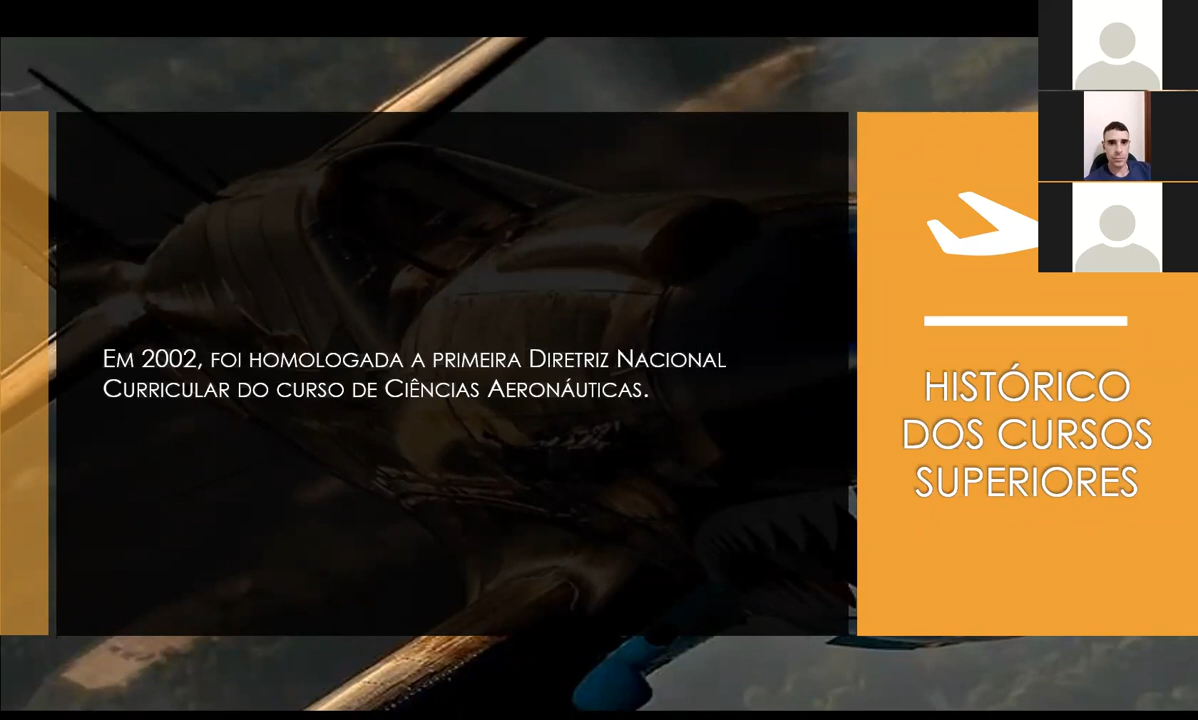 Em 2002, foi homologada a primeira Diretriz Nacional
Curricular do curso de Ciências Aeronáuticas.
HISTÓRICO
DOS CURSOS
SUPERIORES